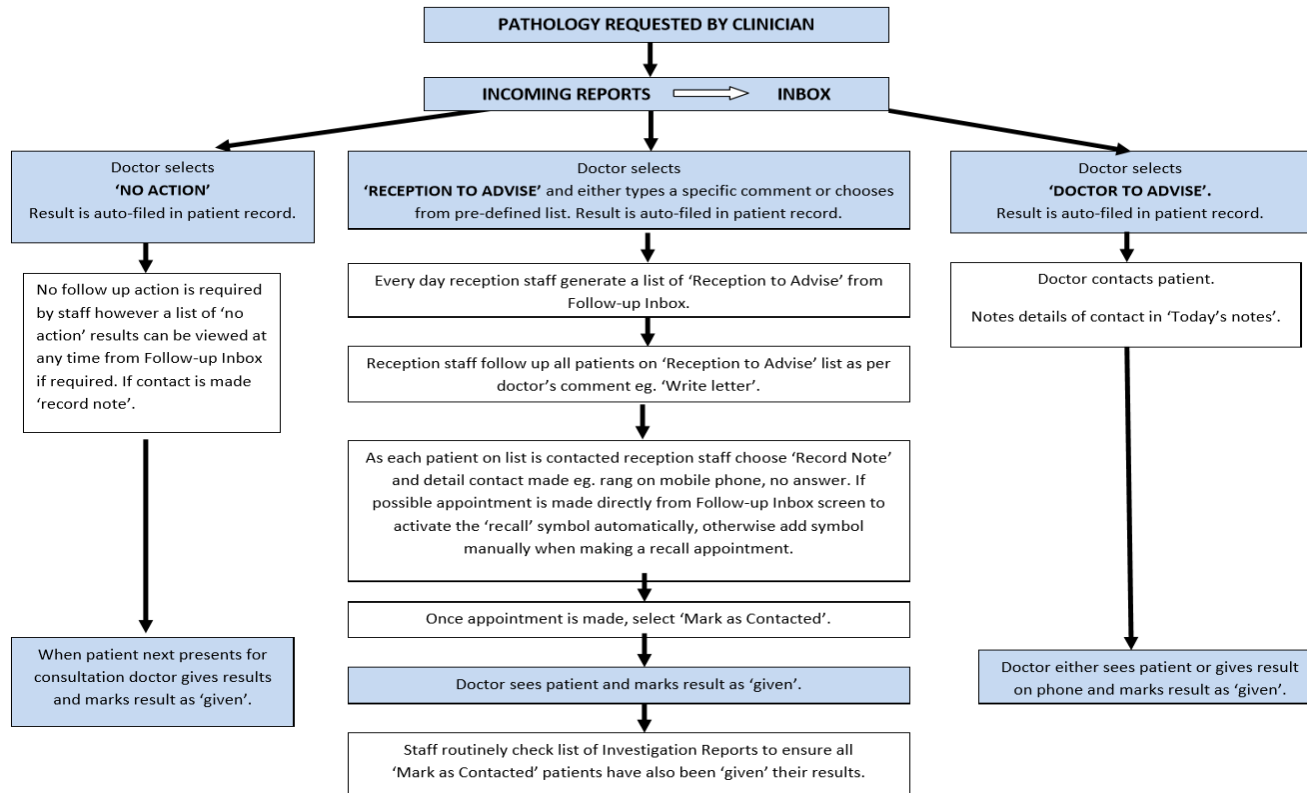 PATHOLOGY REQUESTED BY CLINICIAN
INCOMING REPORTS INBOX
Doctor selects
‘NO ACTION’
Result is auto-filed in patient record.
Doctor selects
‘RECEPTION TO ADVISE’ and either types a specific comment or chooses
from pre-defined list. Result is auto-filed in patient record.
Doctor selects
‘DOCTOR TO ADVISE’.
Result is auto-filed in patient record.
No follow up action is required
by staff however a list of ‘no
action’ results can be viewed at
any time from Follow-up Inbox
if required. If contact is made
‘record note’.
Every day reception staff generate a list of ‘Reception to Advise’ from
Follow-up Inbox.
Doctor contacts patient.
Notes details of contact in ‘Today’s notes’.
Reception staff follow up all patients on ‘Reception to Advise’ list as per
doctor’s comment eg. ‘Write letter’.
As each patient on list is contacted reception staff choose ‘Record Note’
and detail contact made eg. rang on mobile phone, no answer. If
possible appointment is made directly from Follow-up Inbox screen to
activate the ‘recall’ symbol automatically, otherwise add symbol
manually when making a recall appointment.
Once appointment is made, select ‘Mark as Contacted’.
When patient next presents for
consultation doctor gives results
and marks result as ‘given’.
Doctor sees patient and marks result as ‘given’.
Doctor either sees patient or gives result
on phone and marks result as ‘given’.
Staff routinely check list of Investigation Reports to ensure all
‘Mark as Contacted’ patients have also been ‘given’ their results.